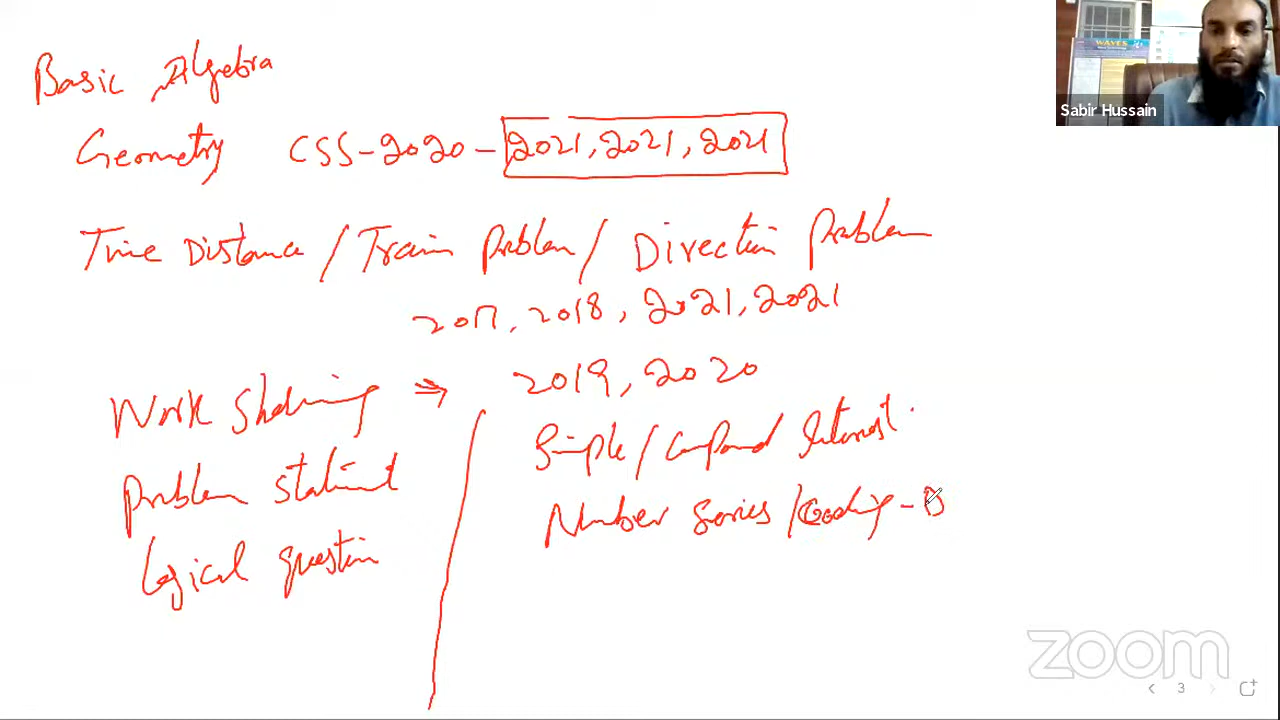 Basic Algebra
Geometry CSS-2020-2021, 2021, 2021
Time Distance / Train Problem / Direction Problem
2017, 2018, 2021, 2021
Work Sharing ⇒ 2019, 2020
Simple / Compound Interest
Problem statement
Number Series / Coding - D
Logical question
WAVES
Sabir Hussain
zoom
3